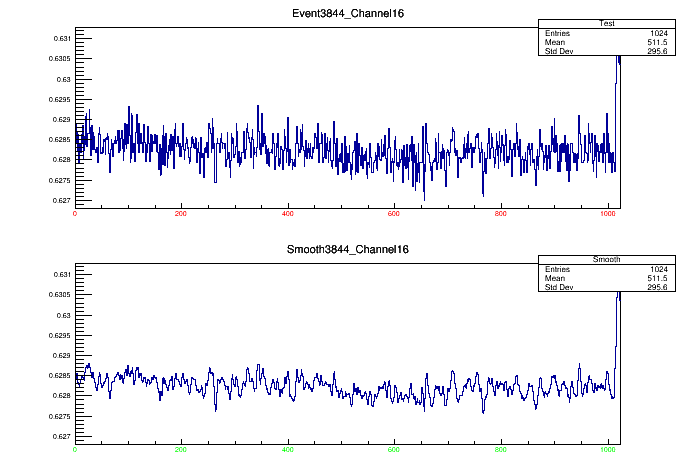 Event3844_Channel16
Test
Entries 1024
Mean 511.5
Std Dev 295.6
0.631
0.6305
0.63
0.6295
0.629
0.6285
0.628
0.6275
0.627
0 200 400 600 800 1000
Smooth3844_Channel16
Smooth
Entries 1024
Mean 511.5
Std Dev 295.6
0.631
0.6305
0.63
0.6295
0.629
0.6285
0.628
0.6275
0.627
0 200 400 600 800 1000